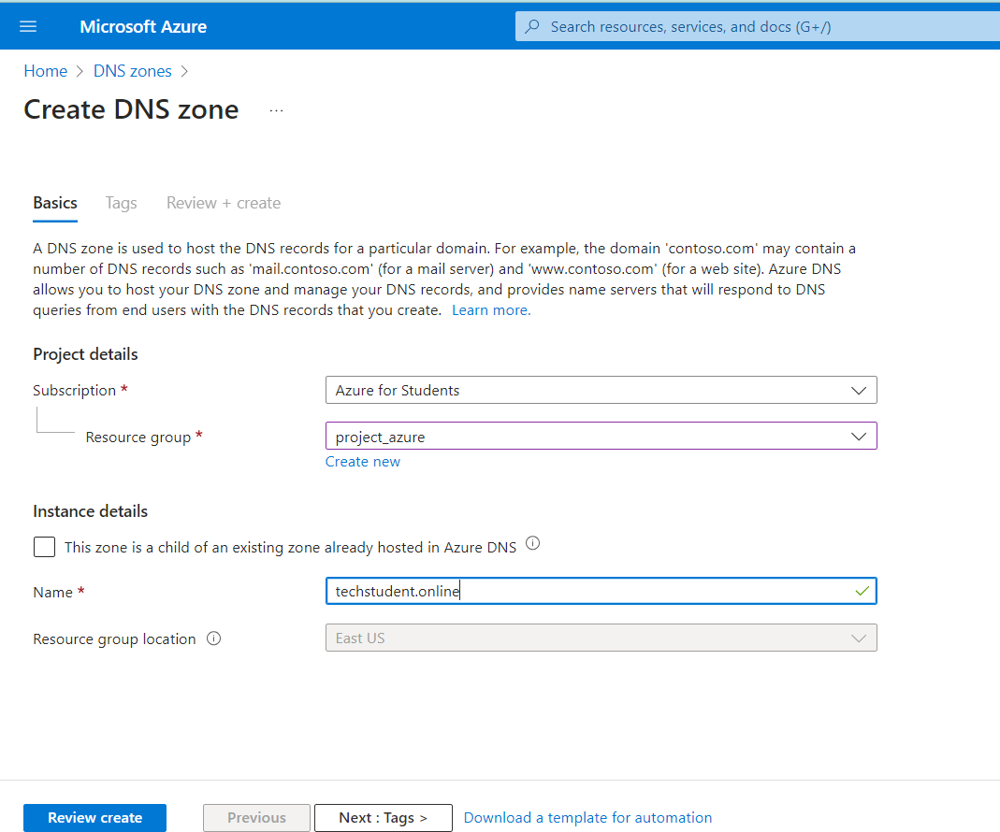 Microsoft Azure
Search resources, services, and docs (G+/)
Home > DNS zones >
Create DNS zone ...
Basics Tags Review + create
A DNS zone is used to host the DNS records for a particular domain. For example, the domain 'contoso.com' may contain a
number of DNS records such as 'mail.contoso.com' (for a mail server) and 'www.contoso.com' (for a web site). Azure DNS
allows you to host your DNS zone and manage your DNS records, and provides name servers that will respond to DNS
queries from end users with the DNS records that you create. Learn more.
Project details
Subscription * Azure for Students
Resource group * project_azure
Create new
Instance details
This zone is a child of an existing zone already hosted in Azure DNS
Name * techstudent.online
Resource group location East US
Review create Previous Next : Tags > Download a template for automation